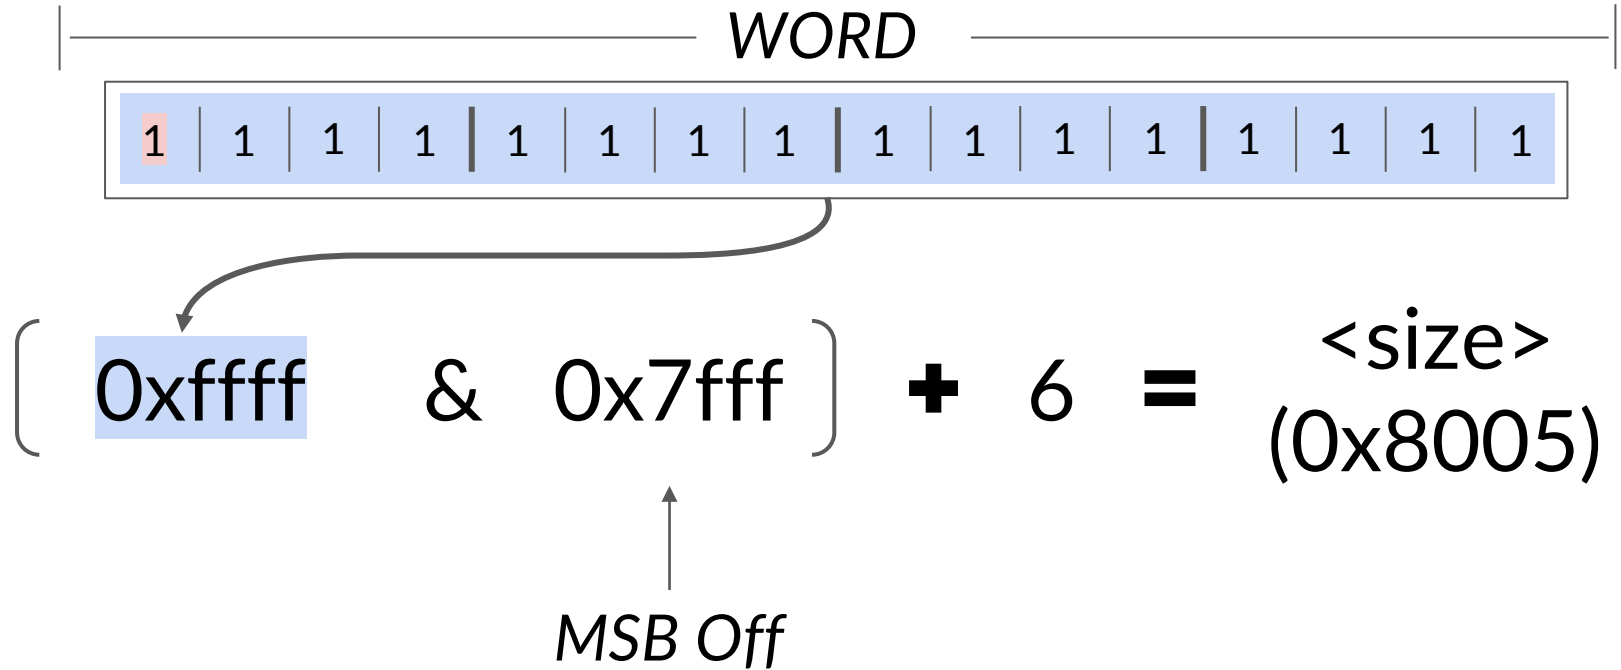 WORD
1 1 1 1 1 1 1 1 1 1 1 1 1 1 1 1
0xffff & 0x7fff + 6 = <size>
(0x8005)
MSB Off